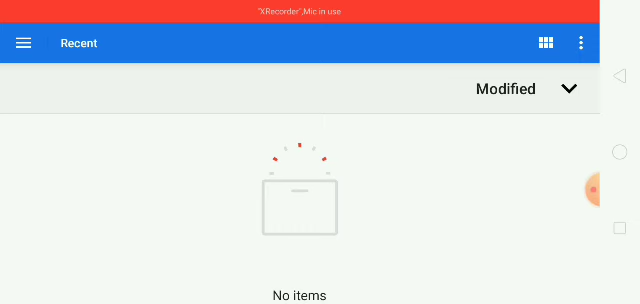 "XRecorder",Mic in use
Recent
Modified
No items